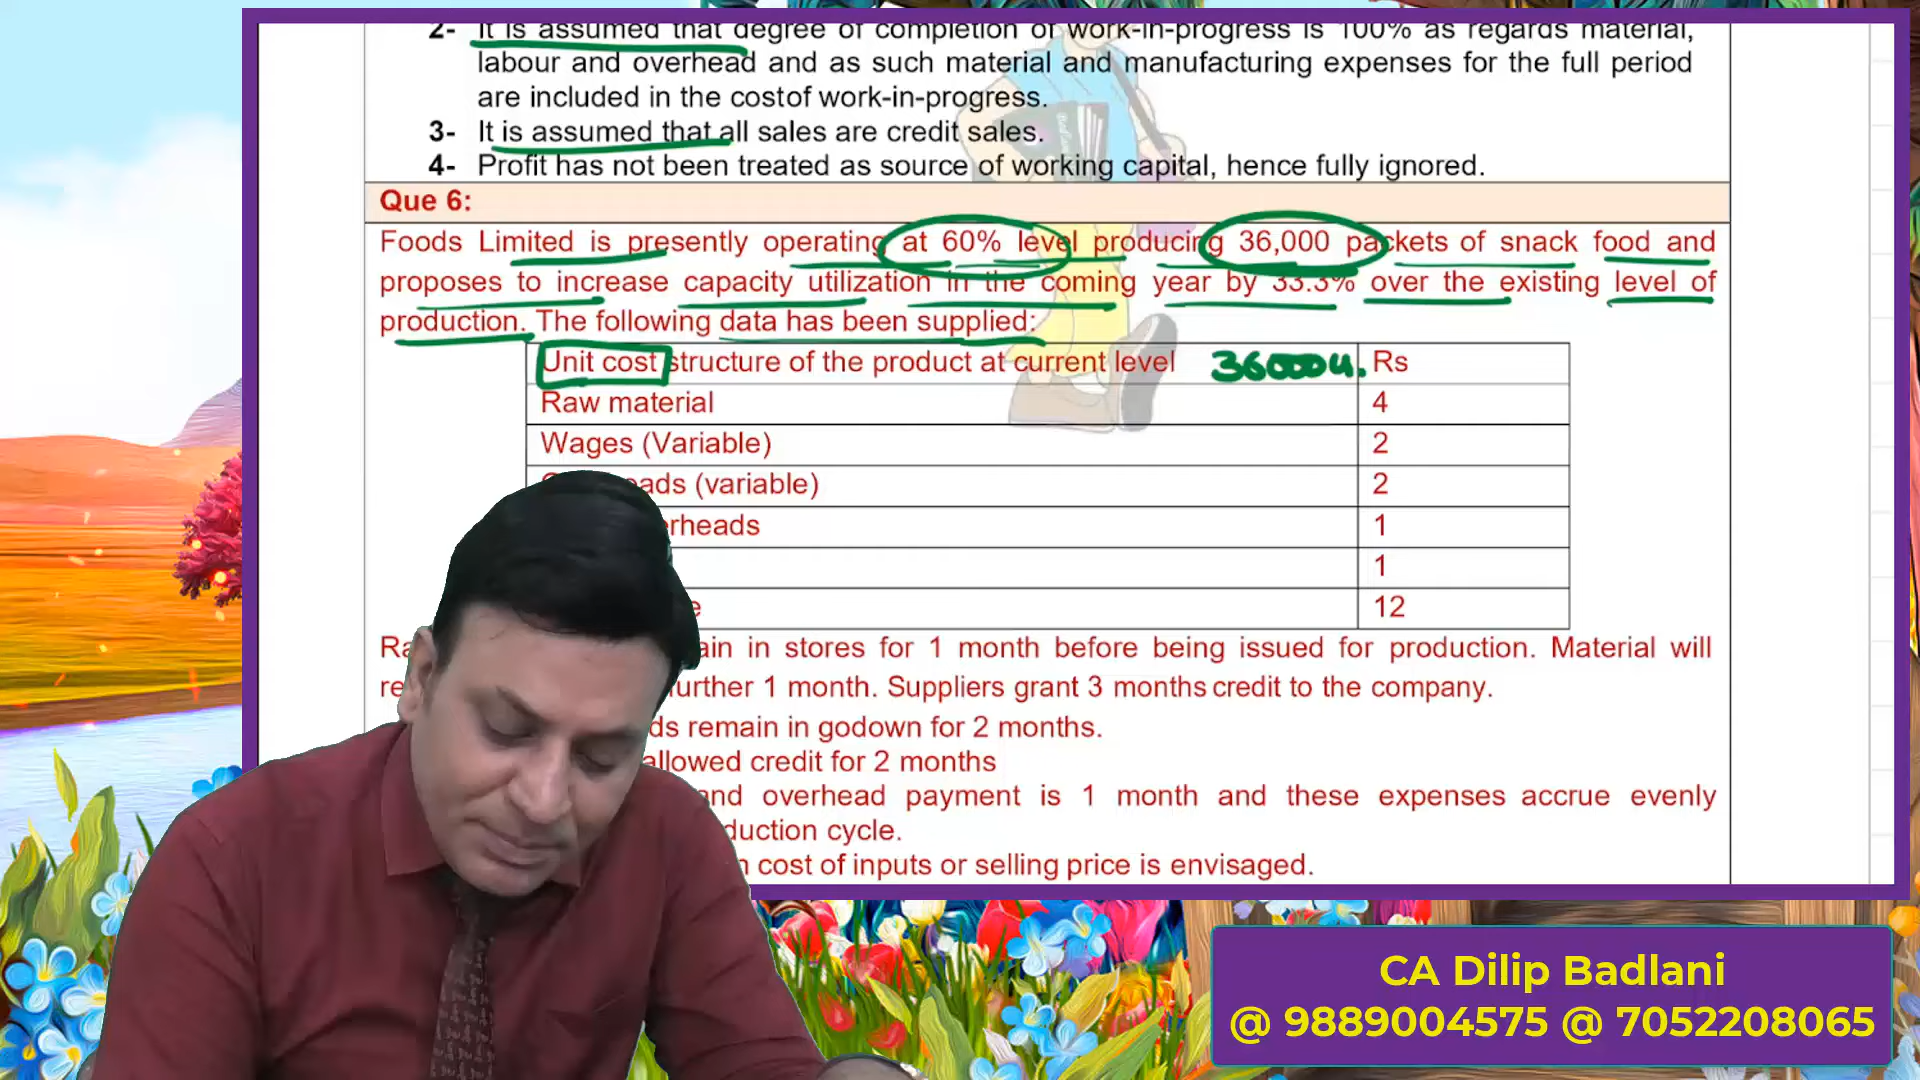 2- It is assumed that degree of completion of work-in-progress is 100% as regards material,
labour and overhead and as such material and manufacturing expenses for the full period
are included in the costof work-in-progress.
3- It is assumed that all sales are credit sales.
4- Profit has not been treated as source of working capital, hence fully ignored.
Que 6:
Foods Limited is presently operating at 60% level producing 36,000 packets of snack food and
proposes to increase capacity utilization in the coming year by 33.3% over the existing level of
production. The following data has been supplied:
Unit cost structure of the product at current level 36000u. Rs
Raw material 4
Wages (Variable) 2
(variable) 2
1
1
12
in stores for 1 month before being issued for production. Material will
further 1 month. Suppliers grant 3 months credit to the company.
remain in godown for 2 months.
allowed credit for 2 months
and overhead payment is 1 month and these expenses accrue evenly
cycle.
cost of inputs or selling price is envisaged.
CA Dilip Badlani
@ 9889004575 @ 7052208065